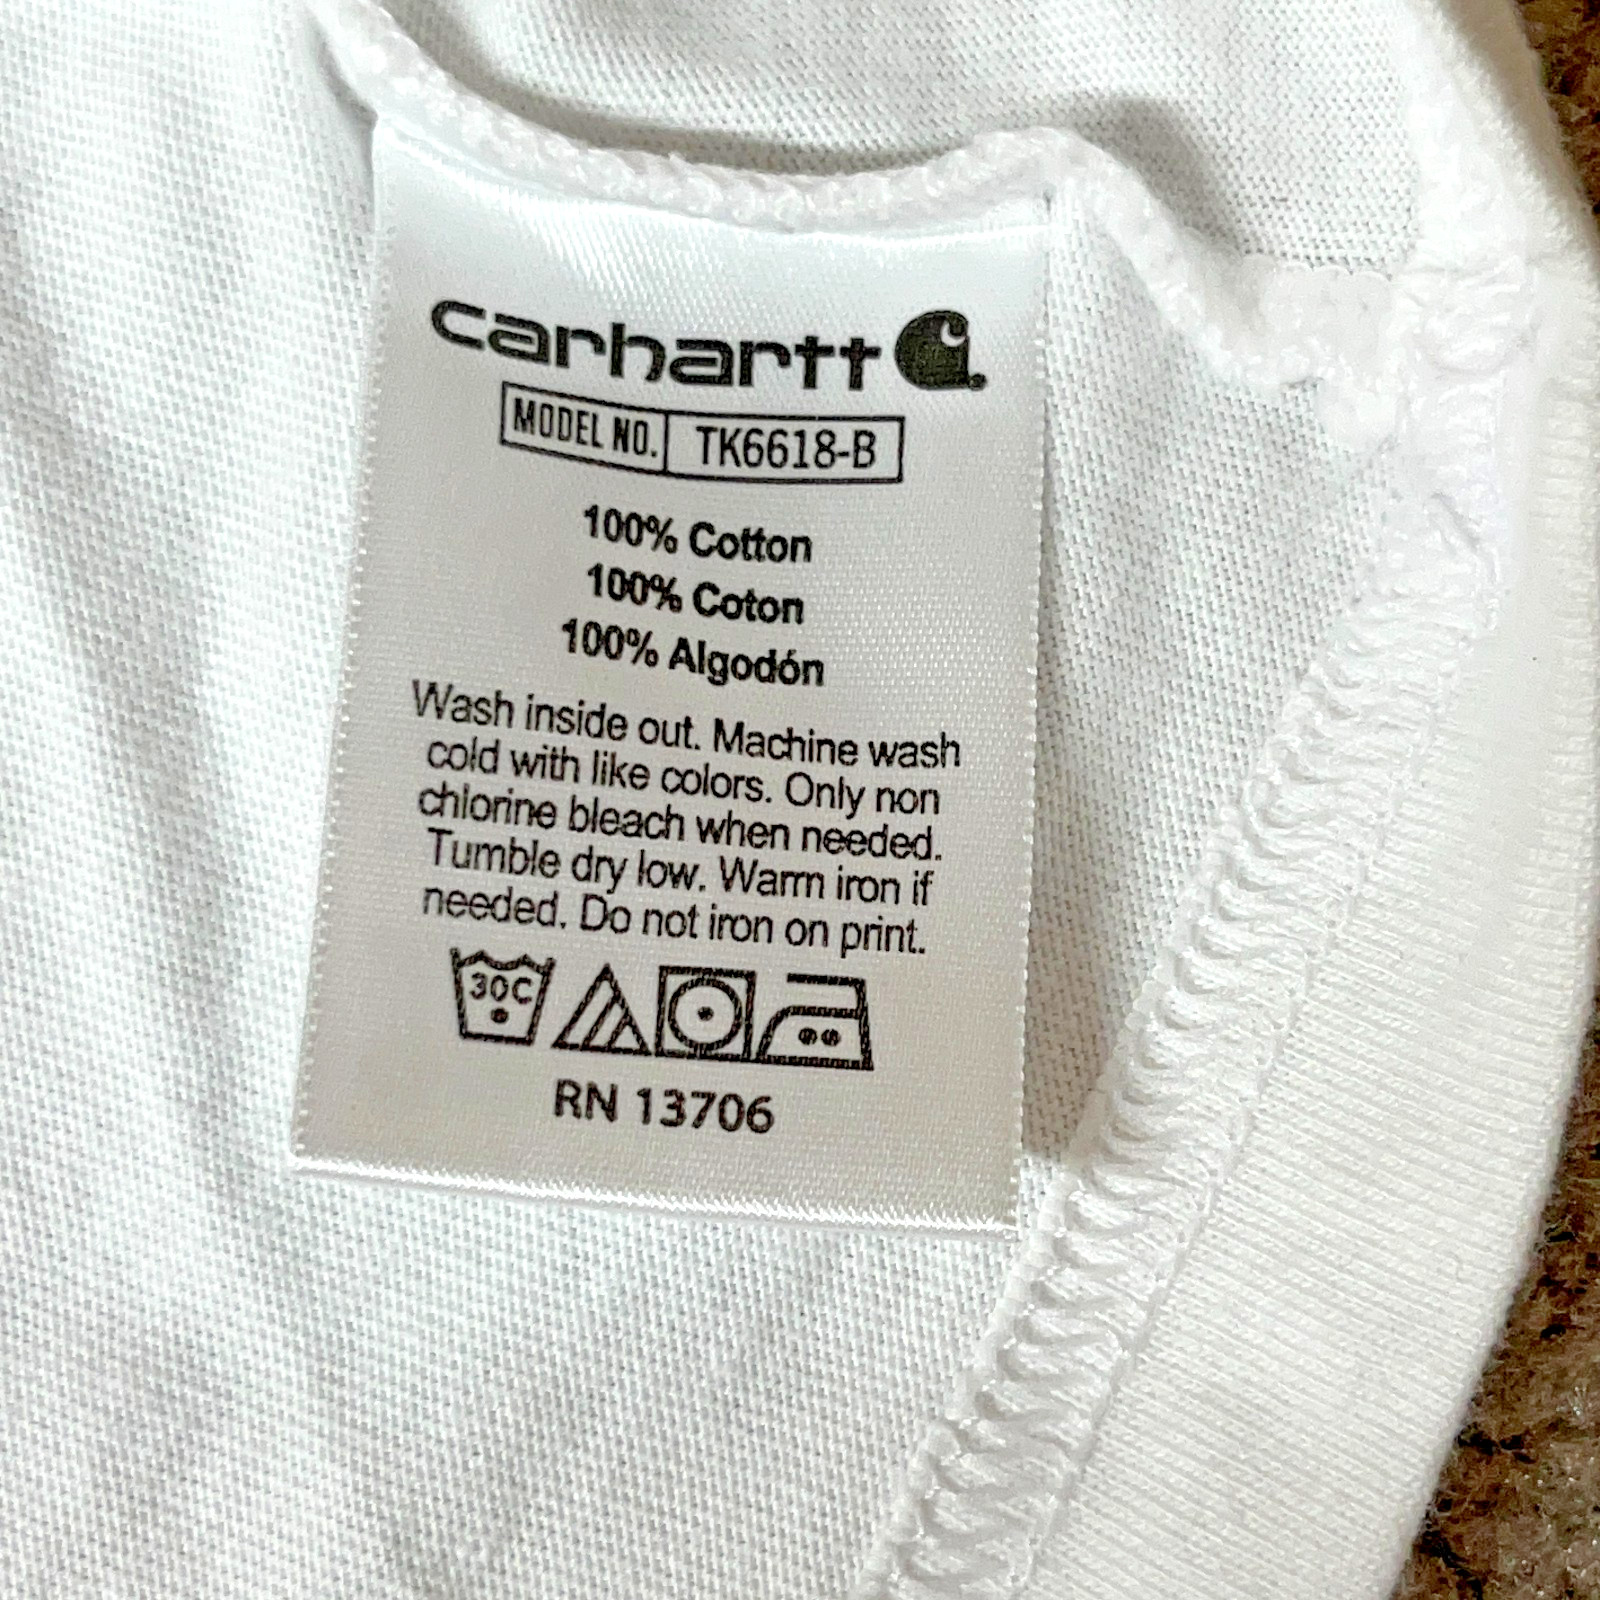 carhartt
MODEL NO. TK6618-B
100% Cotton
100% Coton
100% Algodón
Wash inside out. Machine wash
cold with like colors. Only non
chlorine bleach when needed.
Tumble dry low. Warm iron if
needed. Do not iron on print.
30C
RN 13706